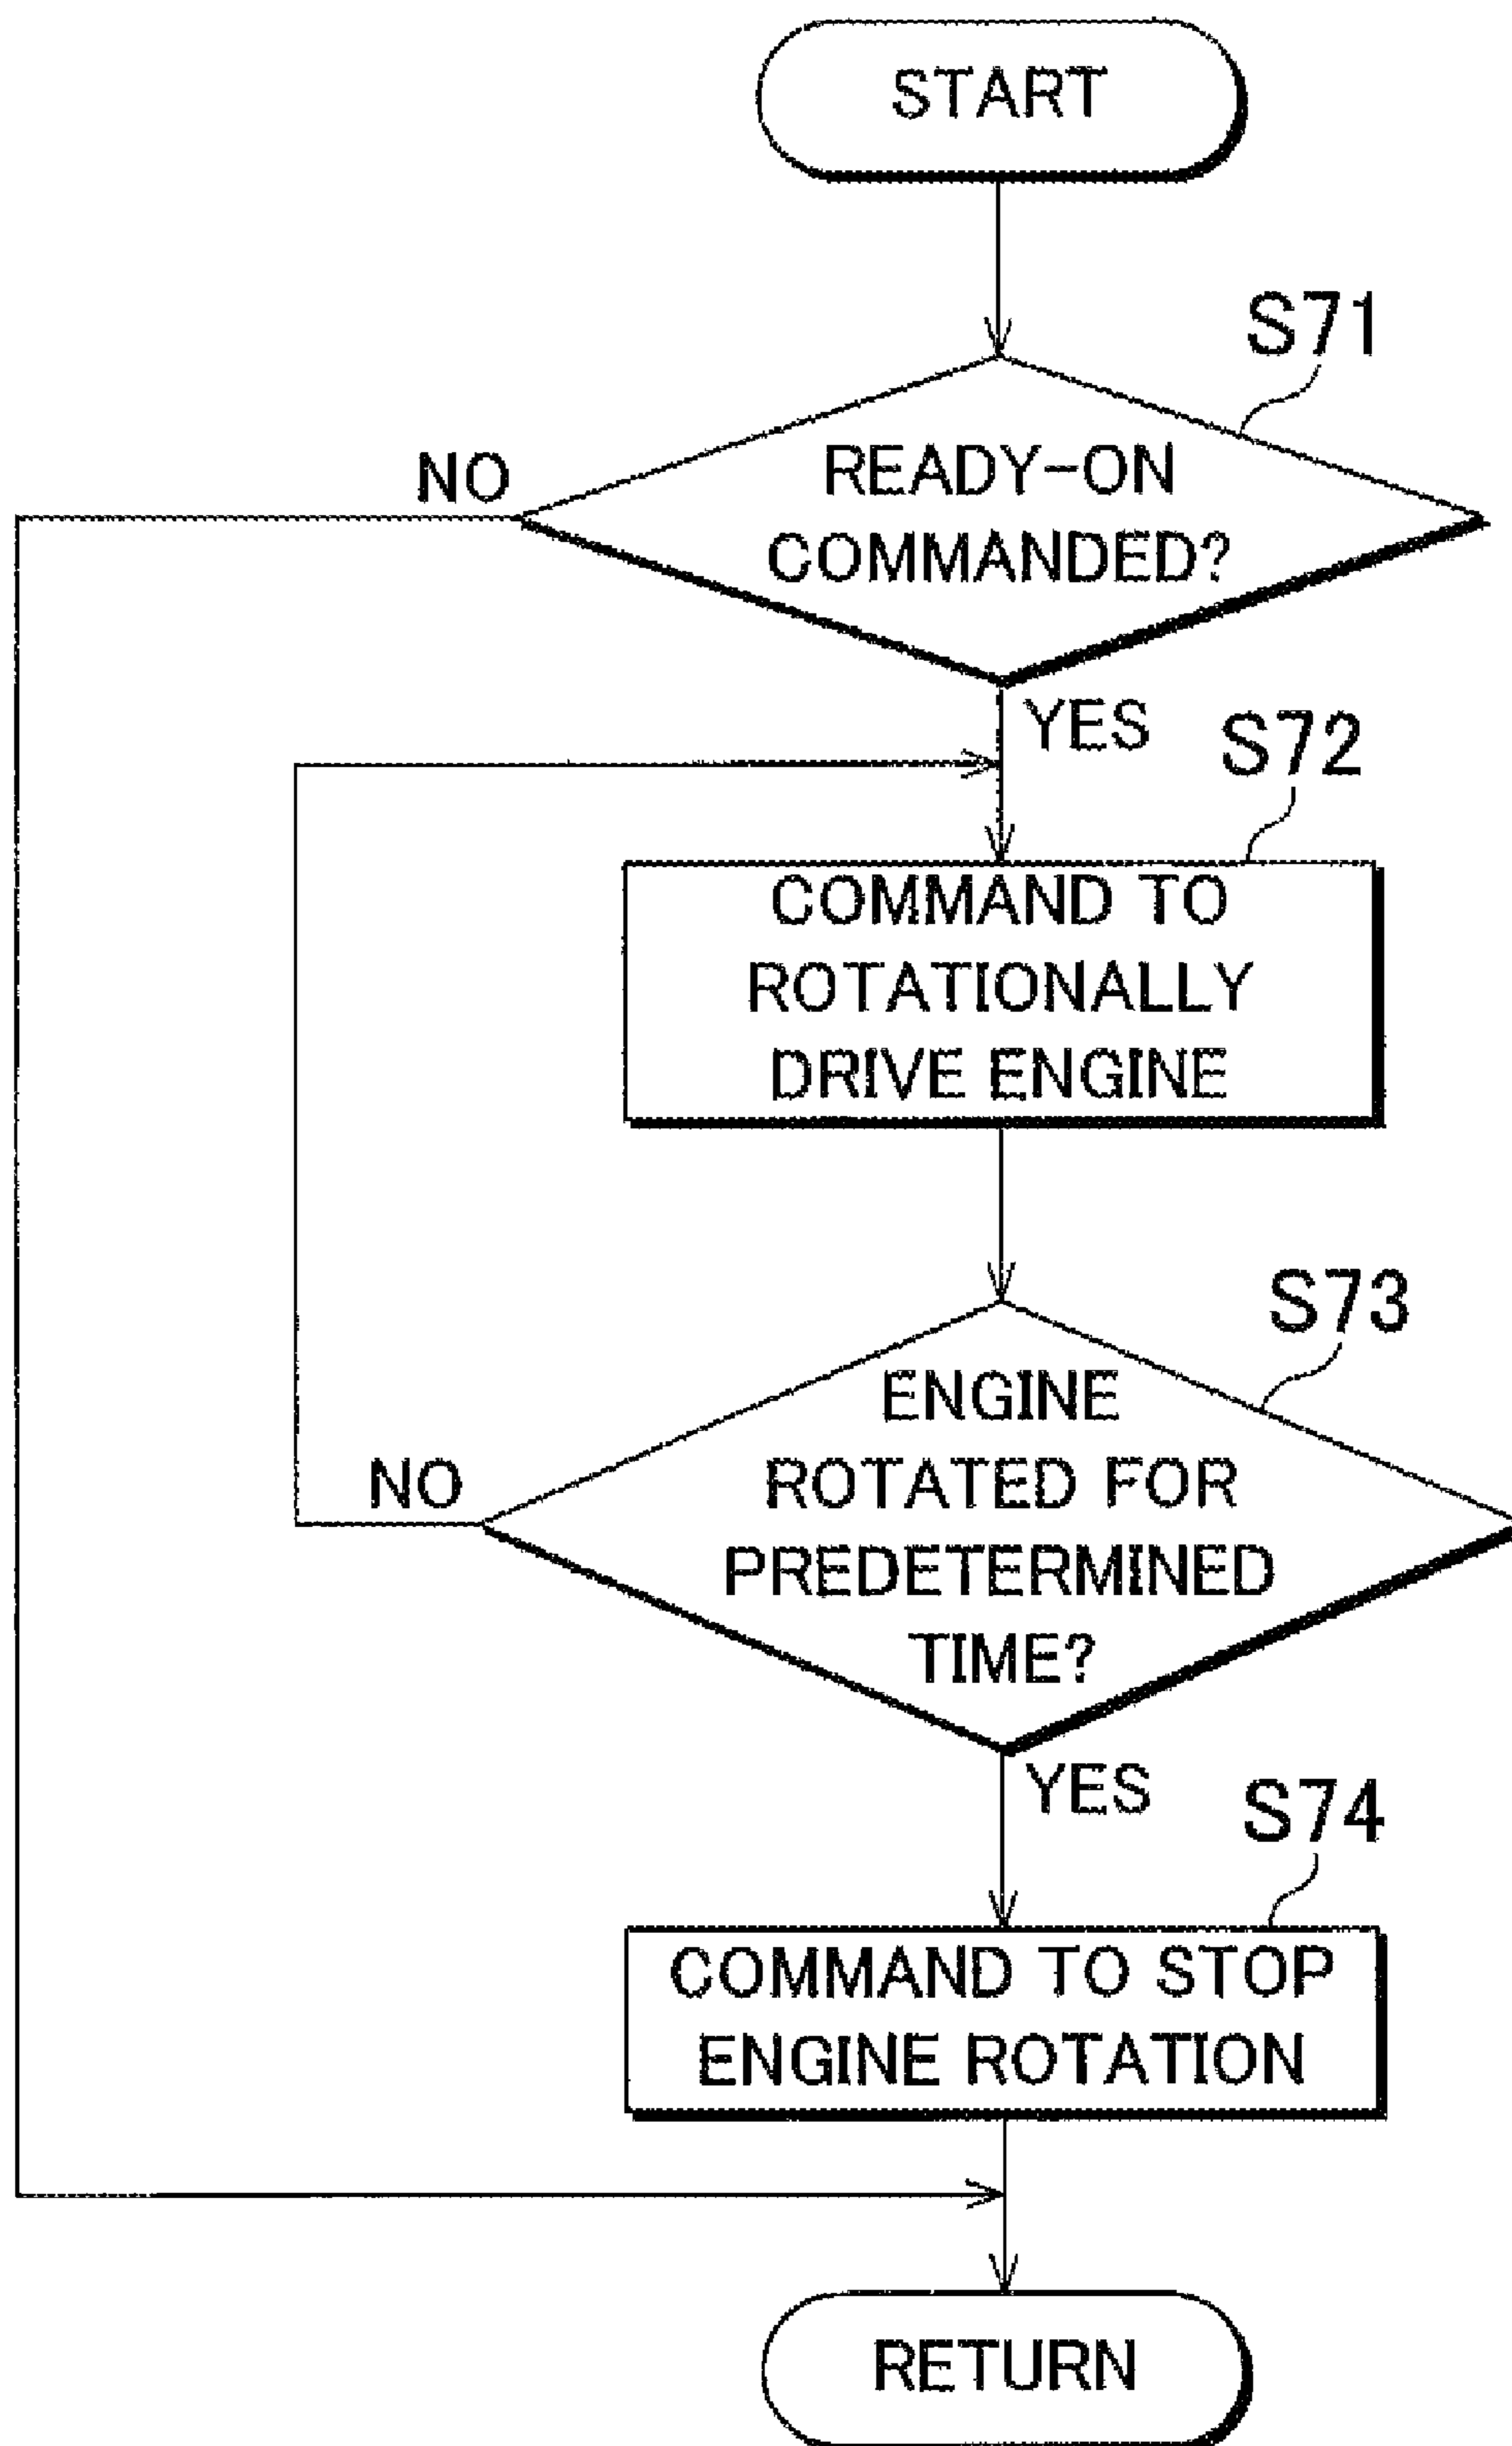 START
S71
READY-ON
COMMANDED?
NO
YES
S72
COMMAND TO
ROTATIONALLY
DRIVE ENGINE
S73
ENGINE
ROTATED FOR
PREDETERMINED
TIME?
NO
YES
S74
COMMAND TO STOP
ENGINE ROTATION
RETURN